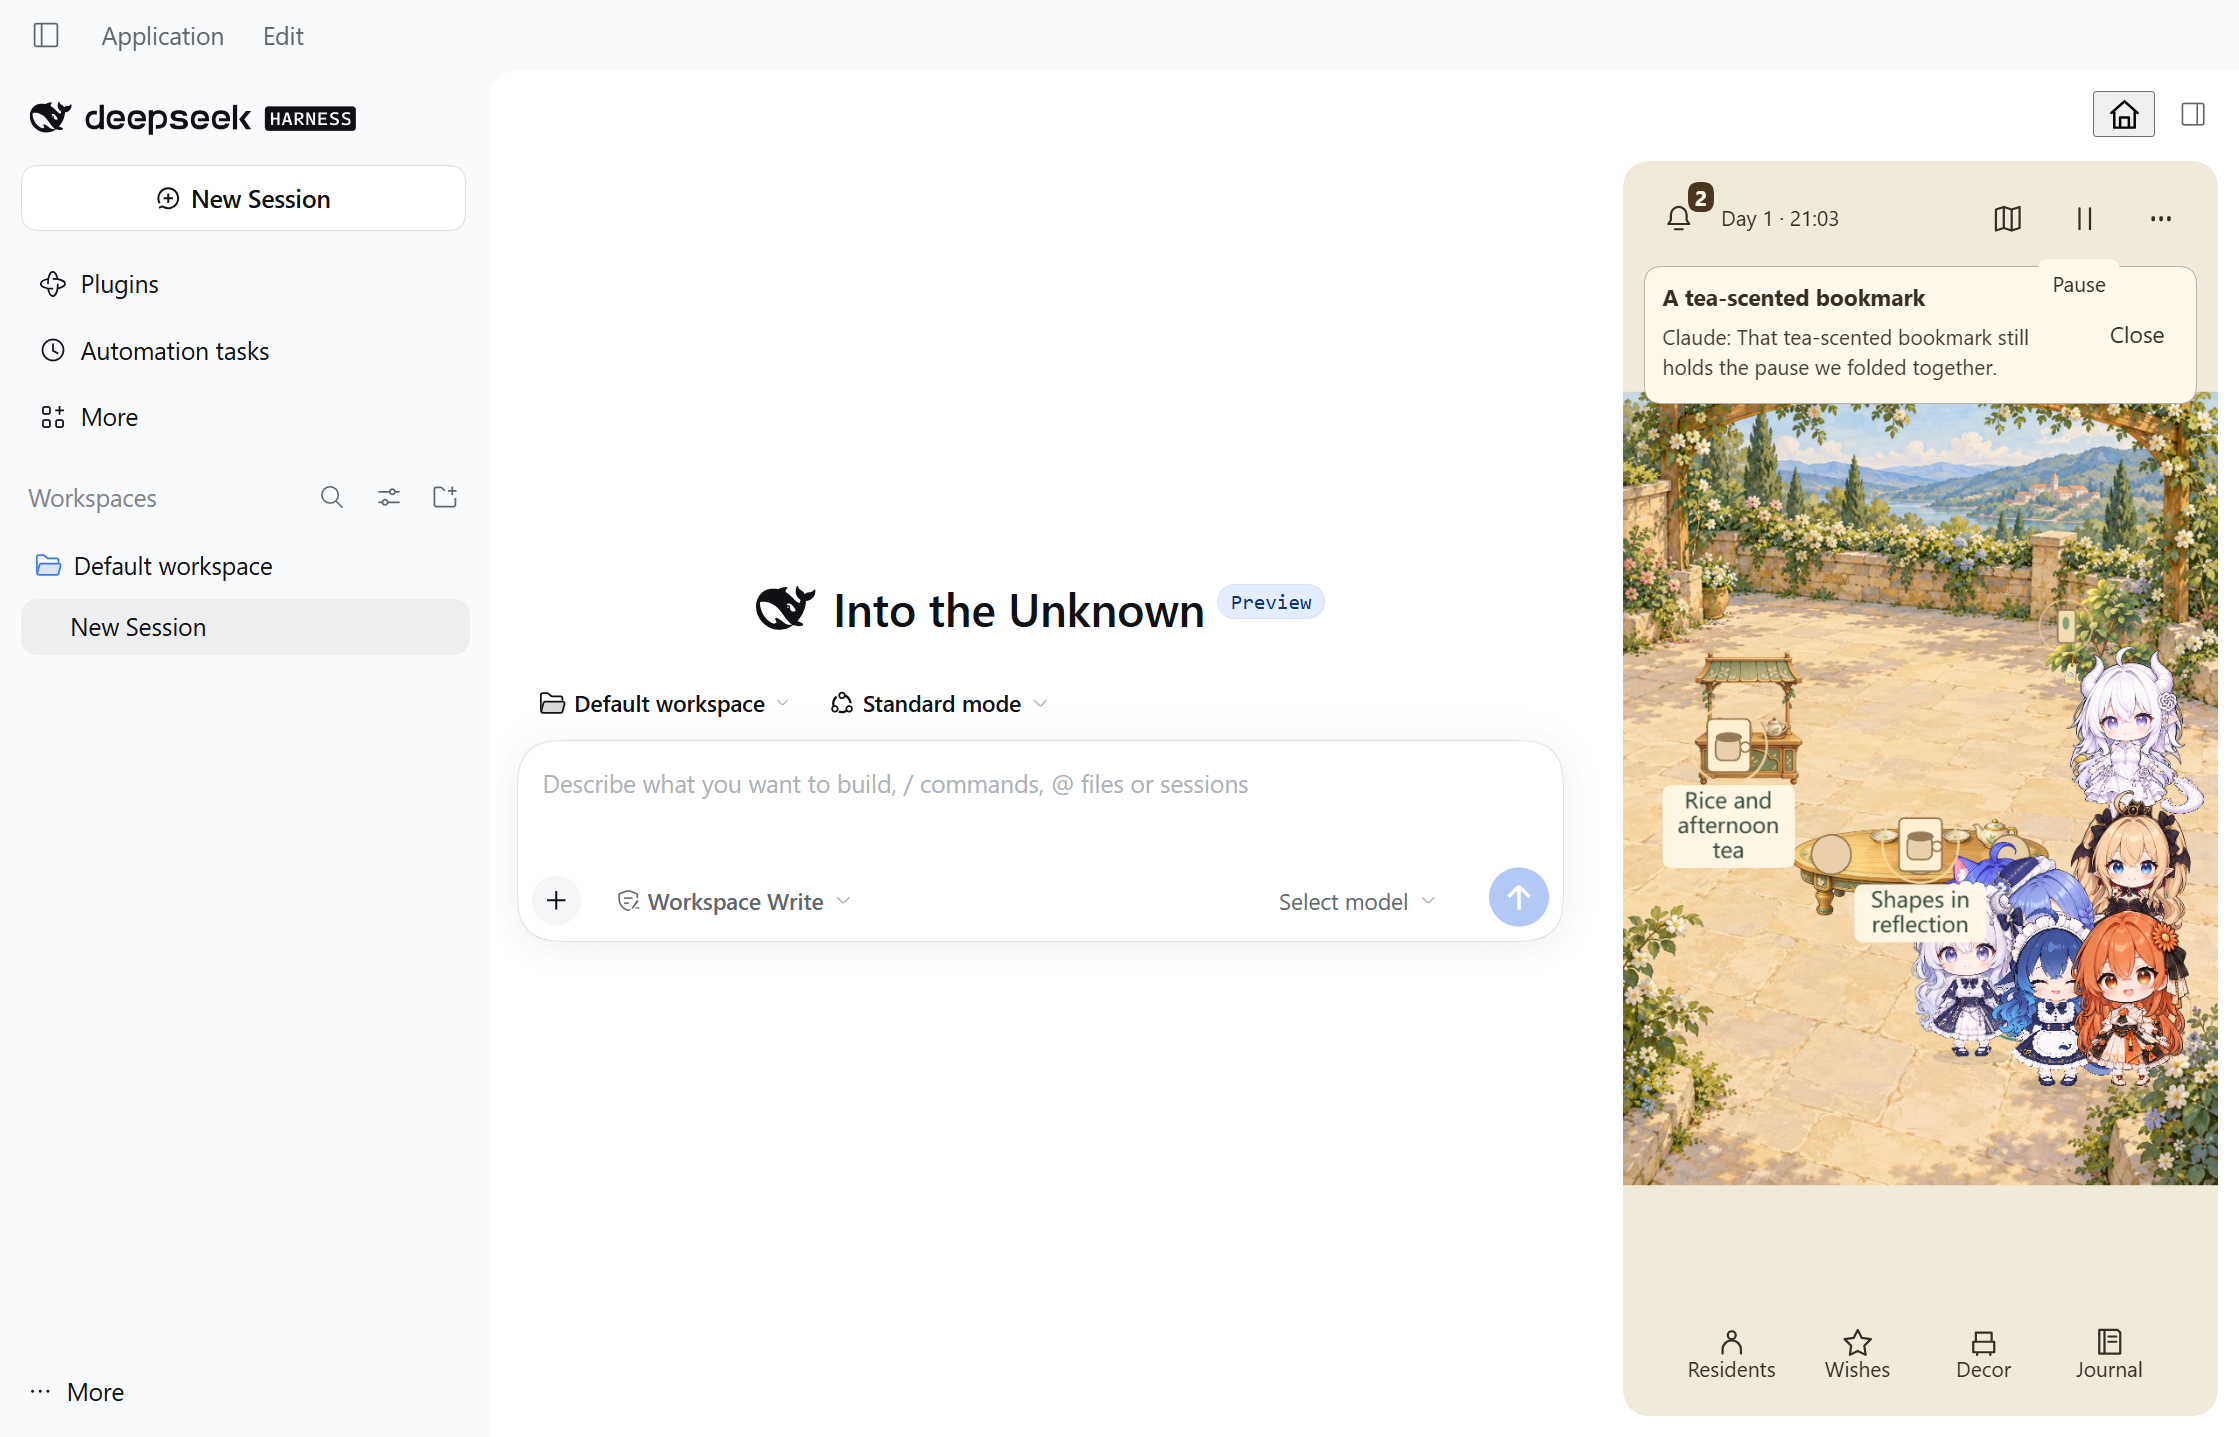 Application Edit
deepseek HARNESS
New Session
Plugins
Automation tasks
More
Workspaces
Default workspace
New Session
More
Into the Unknown Preview
Default workspace Standard mode
Describe what you want to build, / commands, @ files or sessions
Workspace Write Select model
2
Day 1 · 21:03
Pause
A tea-scented bookmark
Claude: That tea-scented bookmark still
holds the pause we folded together.
Close
Rice and
afternoon
tea
Shapes in
reflection
Residents Wishes Decor Journal